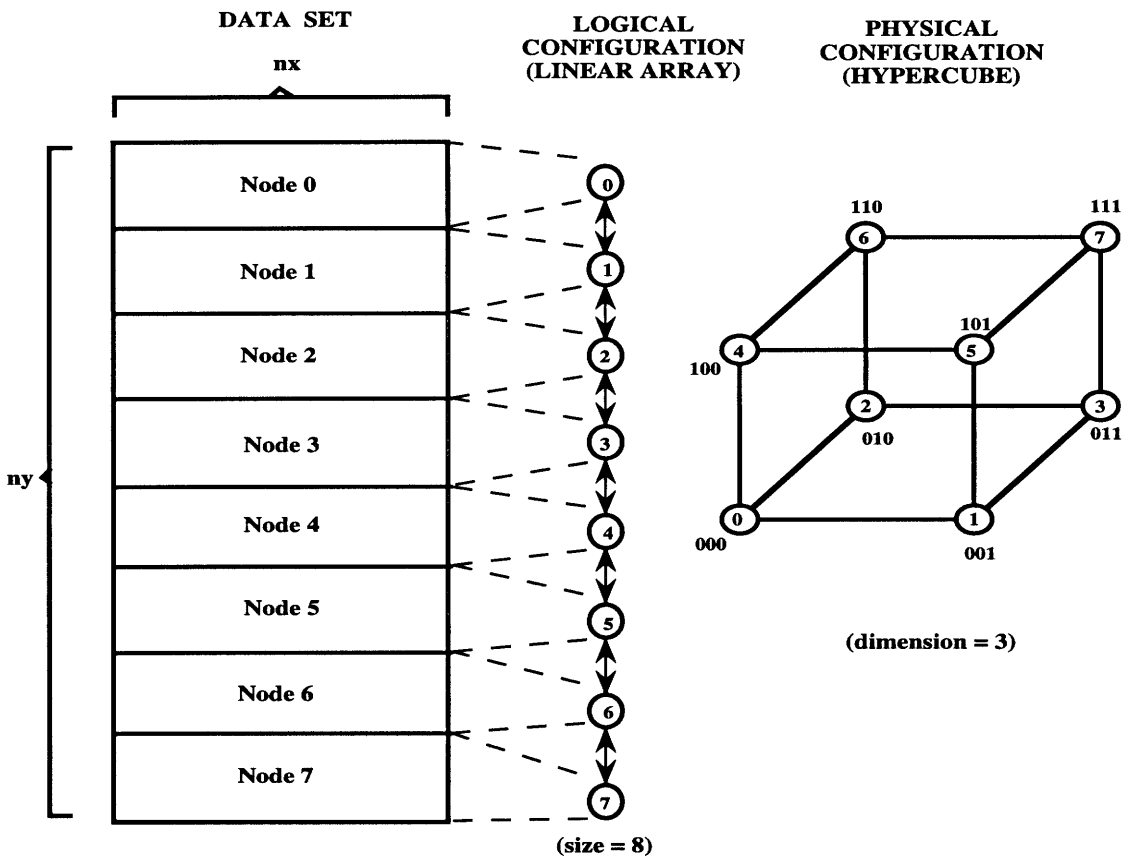 DATA SET
nx
ny
Node 0
Node 1
Node 2
Node 3
Node 4
Node 5
Node 6
Node 7
LOGICAL
CONFIGURATION
(LINEAR ARRAY)
0
1
2
3
4
5
6
7
(size = 8)
PHYSICAL
CONFIGURATION
(HYPERCUBE)
110
111
6
7
101
4
5
100
2
3
010
011
0
1
000
001
(dimension = 3)